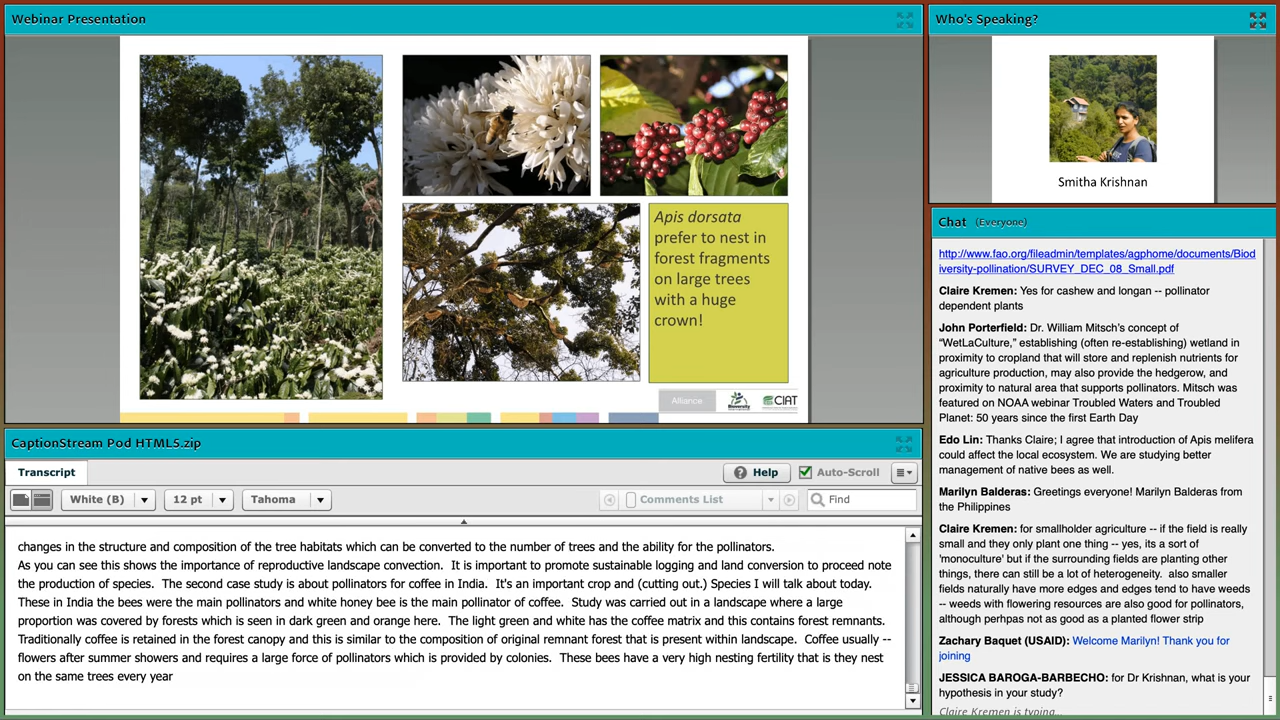 Webinar Presentation
Apis dorsata
prefer to nest in
forest fragments
on large trees
with a huge
crown!
Alliance
Bioversity
CIAT
Who's Speaking?
Smitha Krishnan
CaptionStream Pod HTML5.zip
Transcript
Help
Auto-Scroll
White (B)
12 pt
Tahoma
Comments List
Find
changes in the structure and composition of the tree habitats which can be converted to the number of trees and the ability for the pollinators.
As you can see this shows the importance of reproductive landscape convection.  It is important to promote sustainable logging and land conversion to proceed note
the production of species.  The second case study is about pollinators for coffee in India.  It's an important crop and (cutting out.) Species I will talk about today.
These in India the bees were the main pollinators and white honey bee is the main pollinator of coffee.  Study was carried out in a landscape where a large
proportion was covered by forests which is seen in dark green and orange here.  The light green and white has the coffee matrix and this contains forest remnants.
Traditionally coffee is retained in the forest canopy and this is similar to the composition of original remnant forest that is present within landscape.  Coffee usually --
flowers after summer showers and requires a large force of pollinators which is provided by colonies.  These bees have a very high nesting fertility that is they nest
on the same trees every year
Chat (Everyone)
http://www.fao.org/fileadmin/templates/agphome/documents/Biod
iversity-pollination/SURVEY_DEC_08_Small.pdf
Claire Kremen: Yes for cashew and longan -- pollinator
dependent plants
John Porterfield: Dr. William Mitsch's concept of
“WetLaCulture,” establishing (often re-establishing) wetland in
proximity to cropland that will store and replenish nutrients for
agriculture production, may also provide the hedgerow, and
proximity to natural area that supports pollinators. Mitsch was
featured on NOAA webinar Troubled Waters and Troubled
Planet: 50 years since the first Earth Day
Edo Lin: Thanks Claire; I agree that introduction of Apis melifera
could affect the local ecosystem. We are studying better
management of native bees as well.
Marilyn Balderas: Greetings everyone! Marilyn Balderas from
the Philippines
Claire Kremen: for smallholder agriculture -- if the field is really
small and they only plant one thing -- yes, its a sort of
'monoculture' but if the surrounding fields are planting other
things, there can still be a lot of heterogeneity.  also smaller
fields naturally have more edges and edges tend to have weeds
-- weeds with flowering resources are also good for pollinators,
although perhpas not as good as a planted flower strip
Zachary Baquet (USAID): Welcome Marilyn! Thank you for
joining
JESSICA BAROGA-BARBECHO: for Dr Krishnan, what is your
hypothesis in your study?
Claire Kremen is typing...